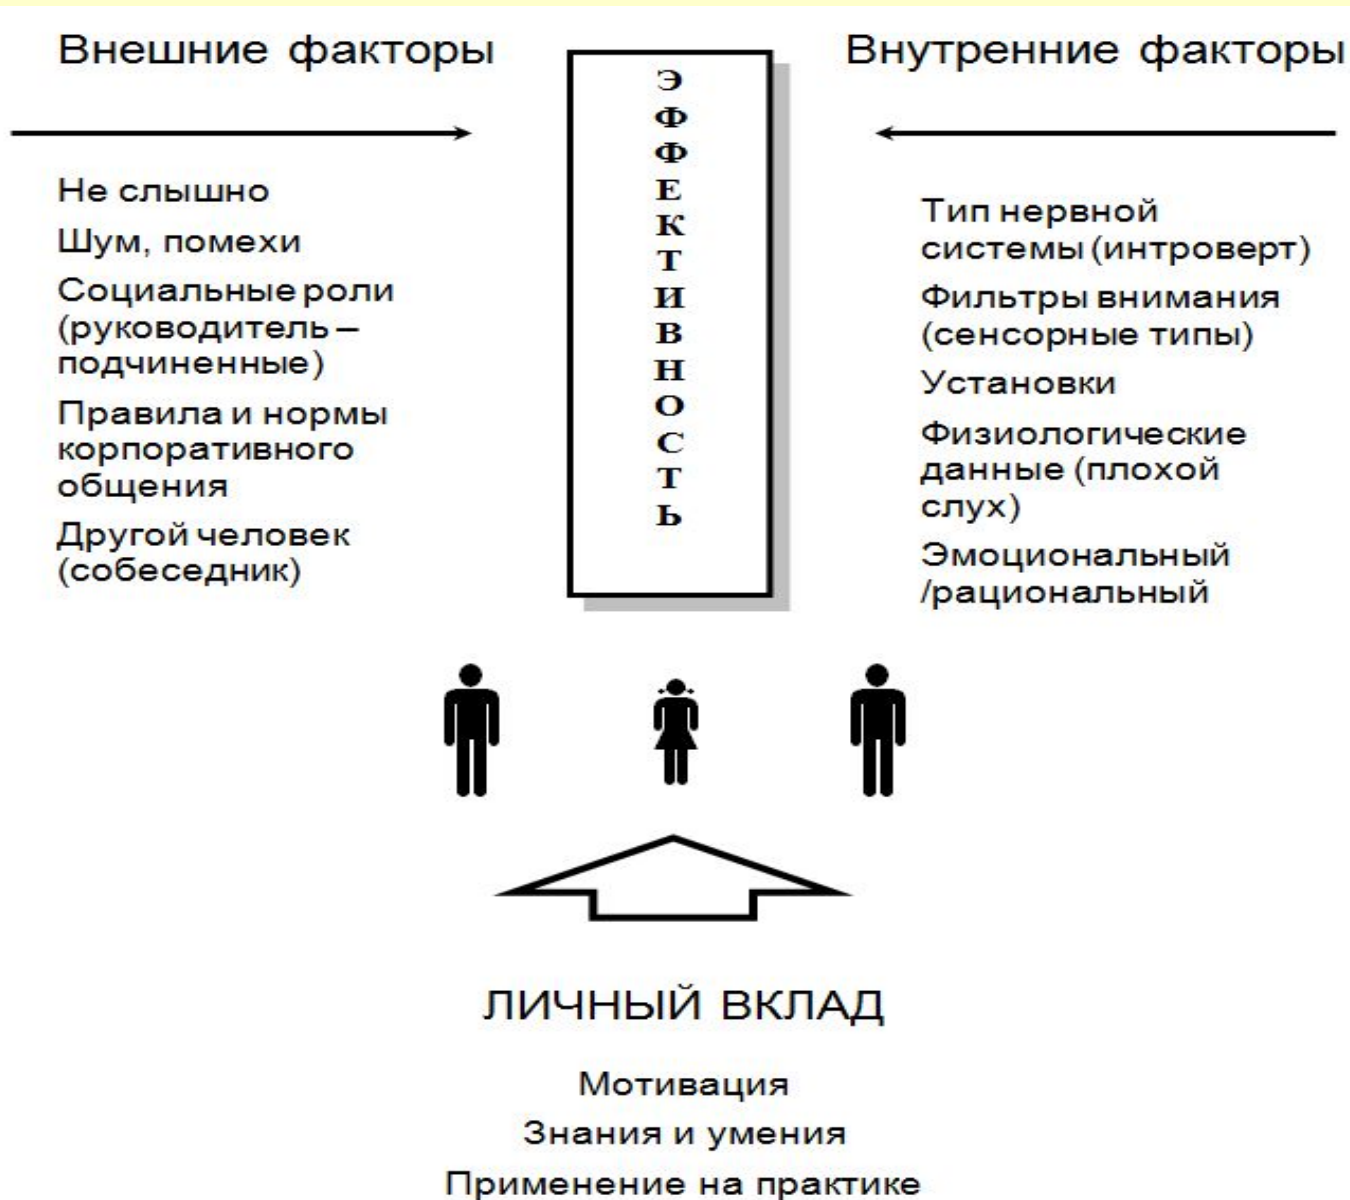 Внешние факторы
Не слышно
Шум, помехи
Социальные роли
(руководитель –
подчиненные)
Правила и нормы
корпоративного
общения
Другой человек
(собеседник)
ЭФФЕКТИВНОСТЬ
Внутренние факторы
Тип нервной
системы (интроверт)
Фильтры внимания
(сенсорные типы)
Установки
Физиологические
данные (плохой
слух)
Эмоциональный
/рациональный
ЛИЧНЫЙ ВКЛАД
Мотивация
Знания и умения
Применение на практике